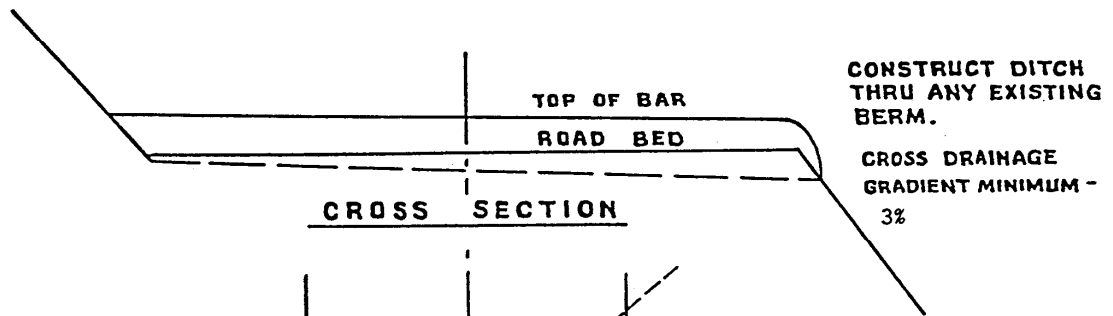 TOP OF BAR
ROAD BED
CROSS SECTION
CONSTRUCT DITCH
THRU ANY EXISTING
BERM.
CROSS DRAINAGE
GRADIENT MINIMUM -
3%